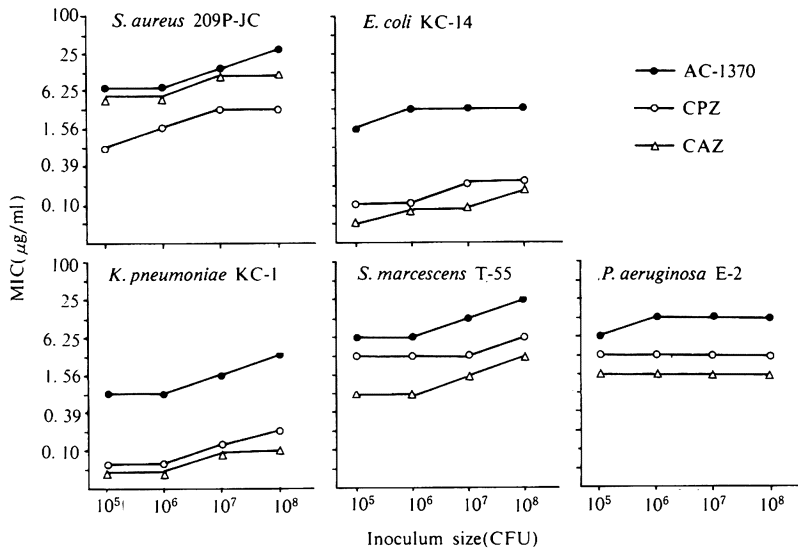 S. aureus 209P-JC
E. coli KC-14
AC-1370
CPZ
CAZ
100
25
6.25
1.56
0.39
0.10
MIC(μg/ml)
K. pneumoniae KC-1
S. marcescens T-55
P. aeruginosa E-2
100
25
6.25
1.56
0.39
0.10
10⁵ 10⁶ 10⁷ 10⁸
10⁵ 10⁶ 10⁷ 10⁸
10⁵ 10⁶ 10⁷ 10⁸
Inoculum size(CFU)